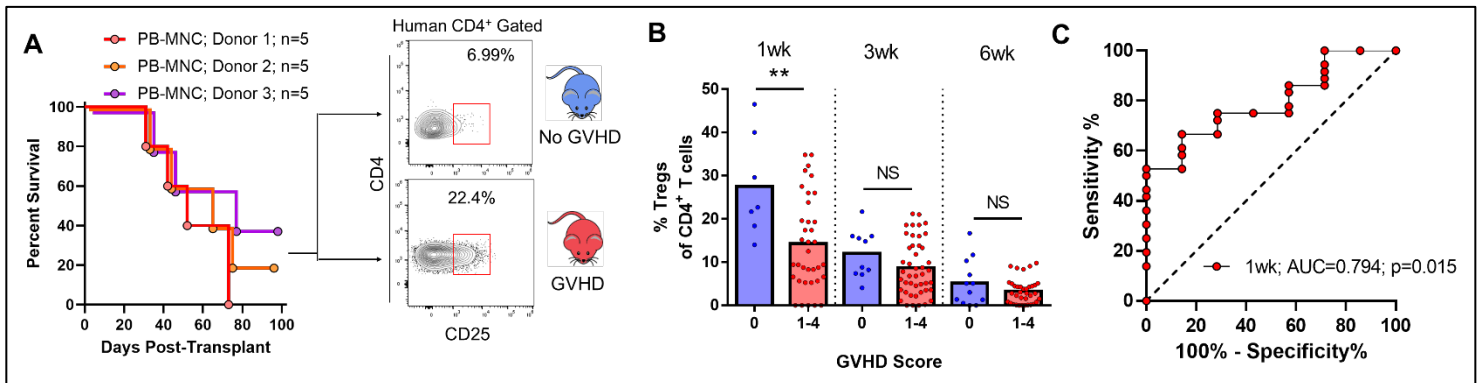 A
PB-MNC; Donor 1; n=5
PB-MNC; Donor 2; n=5
PB-MNC; Donor 3; n=5
Percent Survival
100
80
60
40
20
0
0 20 40 60 80 100
Days Post-Transplant
Human CD4+ Gated
6.99%
No GVHD
22.4%
GVHD
CD4
CD25
B
1wk 3wk 6wk
** NS NS
% Tregs
of CD4+ T cells
50
40
30
20
10
0
0 1-4 0 1-4 0 1-4
GVHD Score
C
Sensitivity %
100
80
60
40
20
0
1wk; AUC=0.794; p=0.015
0 20 40 60 80 100
100% - Specificity%